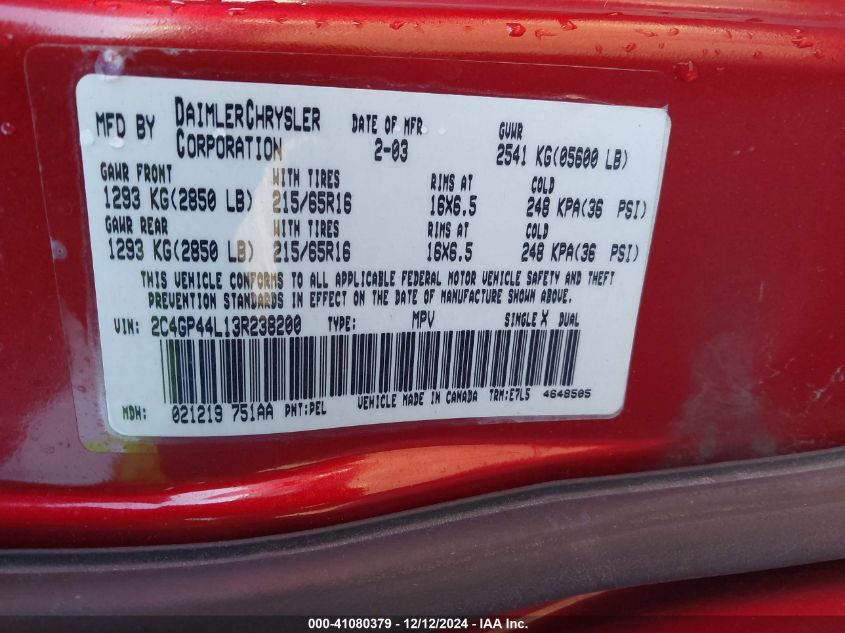 MFD BY DAIMLERCHRYSLER CORPORATION DATE OF MFR 2-03 GVWR 2541 KG(05600 LB)
GAWR FRONT WITH TIRES RIMS AT COLD
1293 KG(2850 LB) 215/65R16 16X6.5 248 KPA(36 PSI)
GAWR REAR WITH TIRES RIMS AT COLD
1293 KG(2850 LB) 215/65R16 16X6.5 248 KPA(36 PSI)
THIS VEHICLE CONFORMS TO ALL APPLICABLE FEDERAL MOTOR VEHICLE SAFETY AND THEFT
PREVENTION STANDARDS IN EFFECT ON THE DATE OF MANUFACTURE SHOWN ABOVE.
VIN: 2C4GP44L13R238200 TYPE: MPV SINGLE X DUAL
MDH: 021219 751AA PNT:PEL VEHICLE MADE IN CANADA TRM:E7L5 4648505
000-41080379 - 12/12/2024 - IAA Inc.